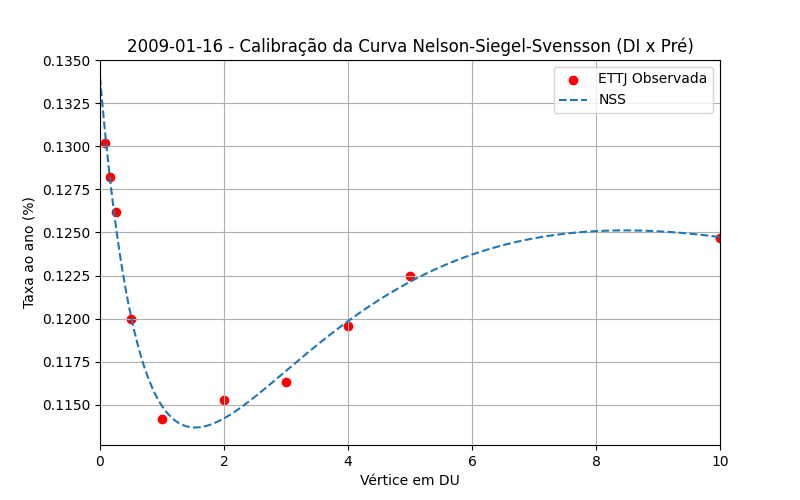 2009-01-16 - Calibração da Curva Nelson-Siegel-Svensson (DI x Pré)
0.1350
0.1325
0.1300
0.1275
0.1250
0.1225
0.1200
0.1175
0.1150
Taxa ao ano (%)
ETTJ Observada
NSS
0 2 4 6 8 10
Vértice em DU